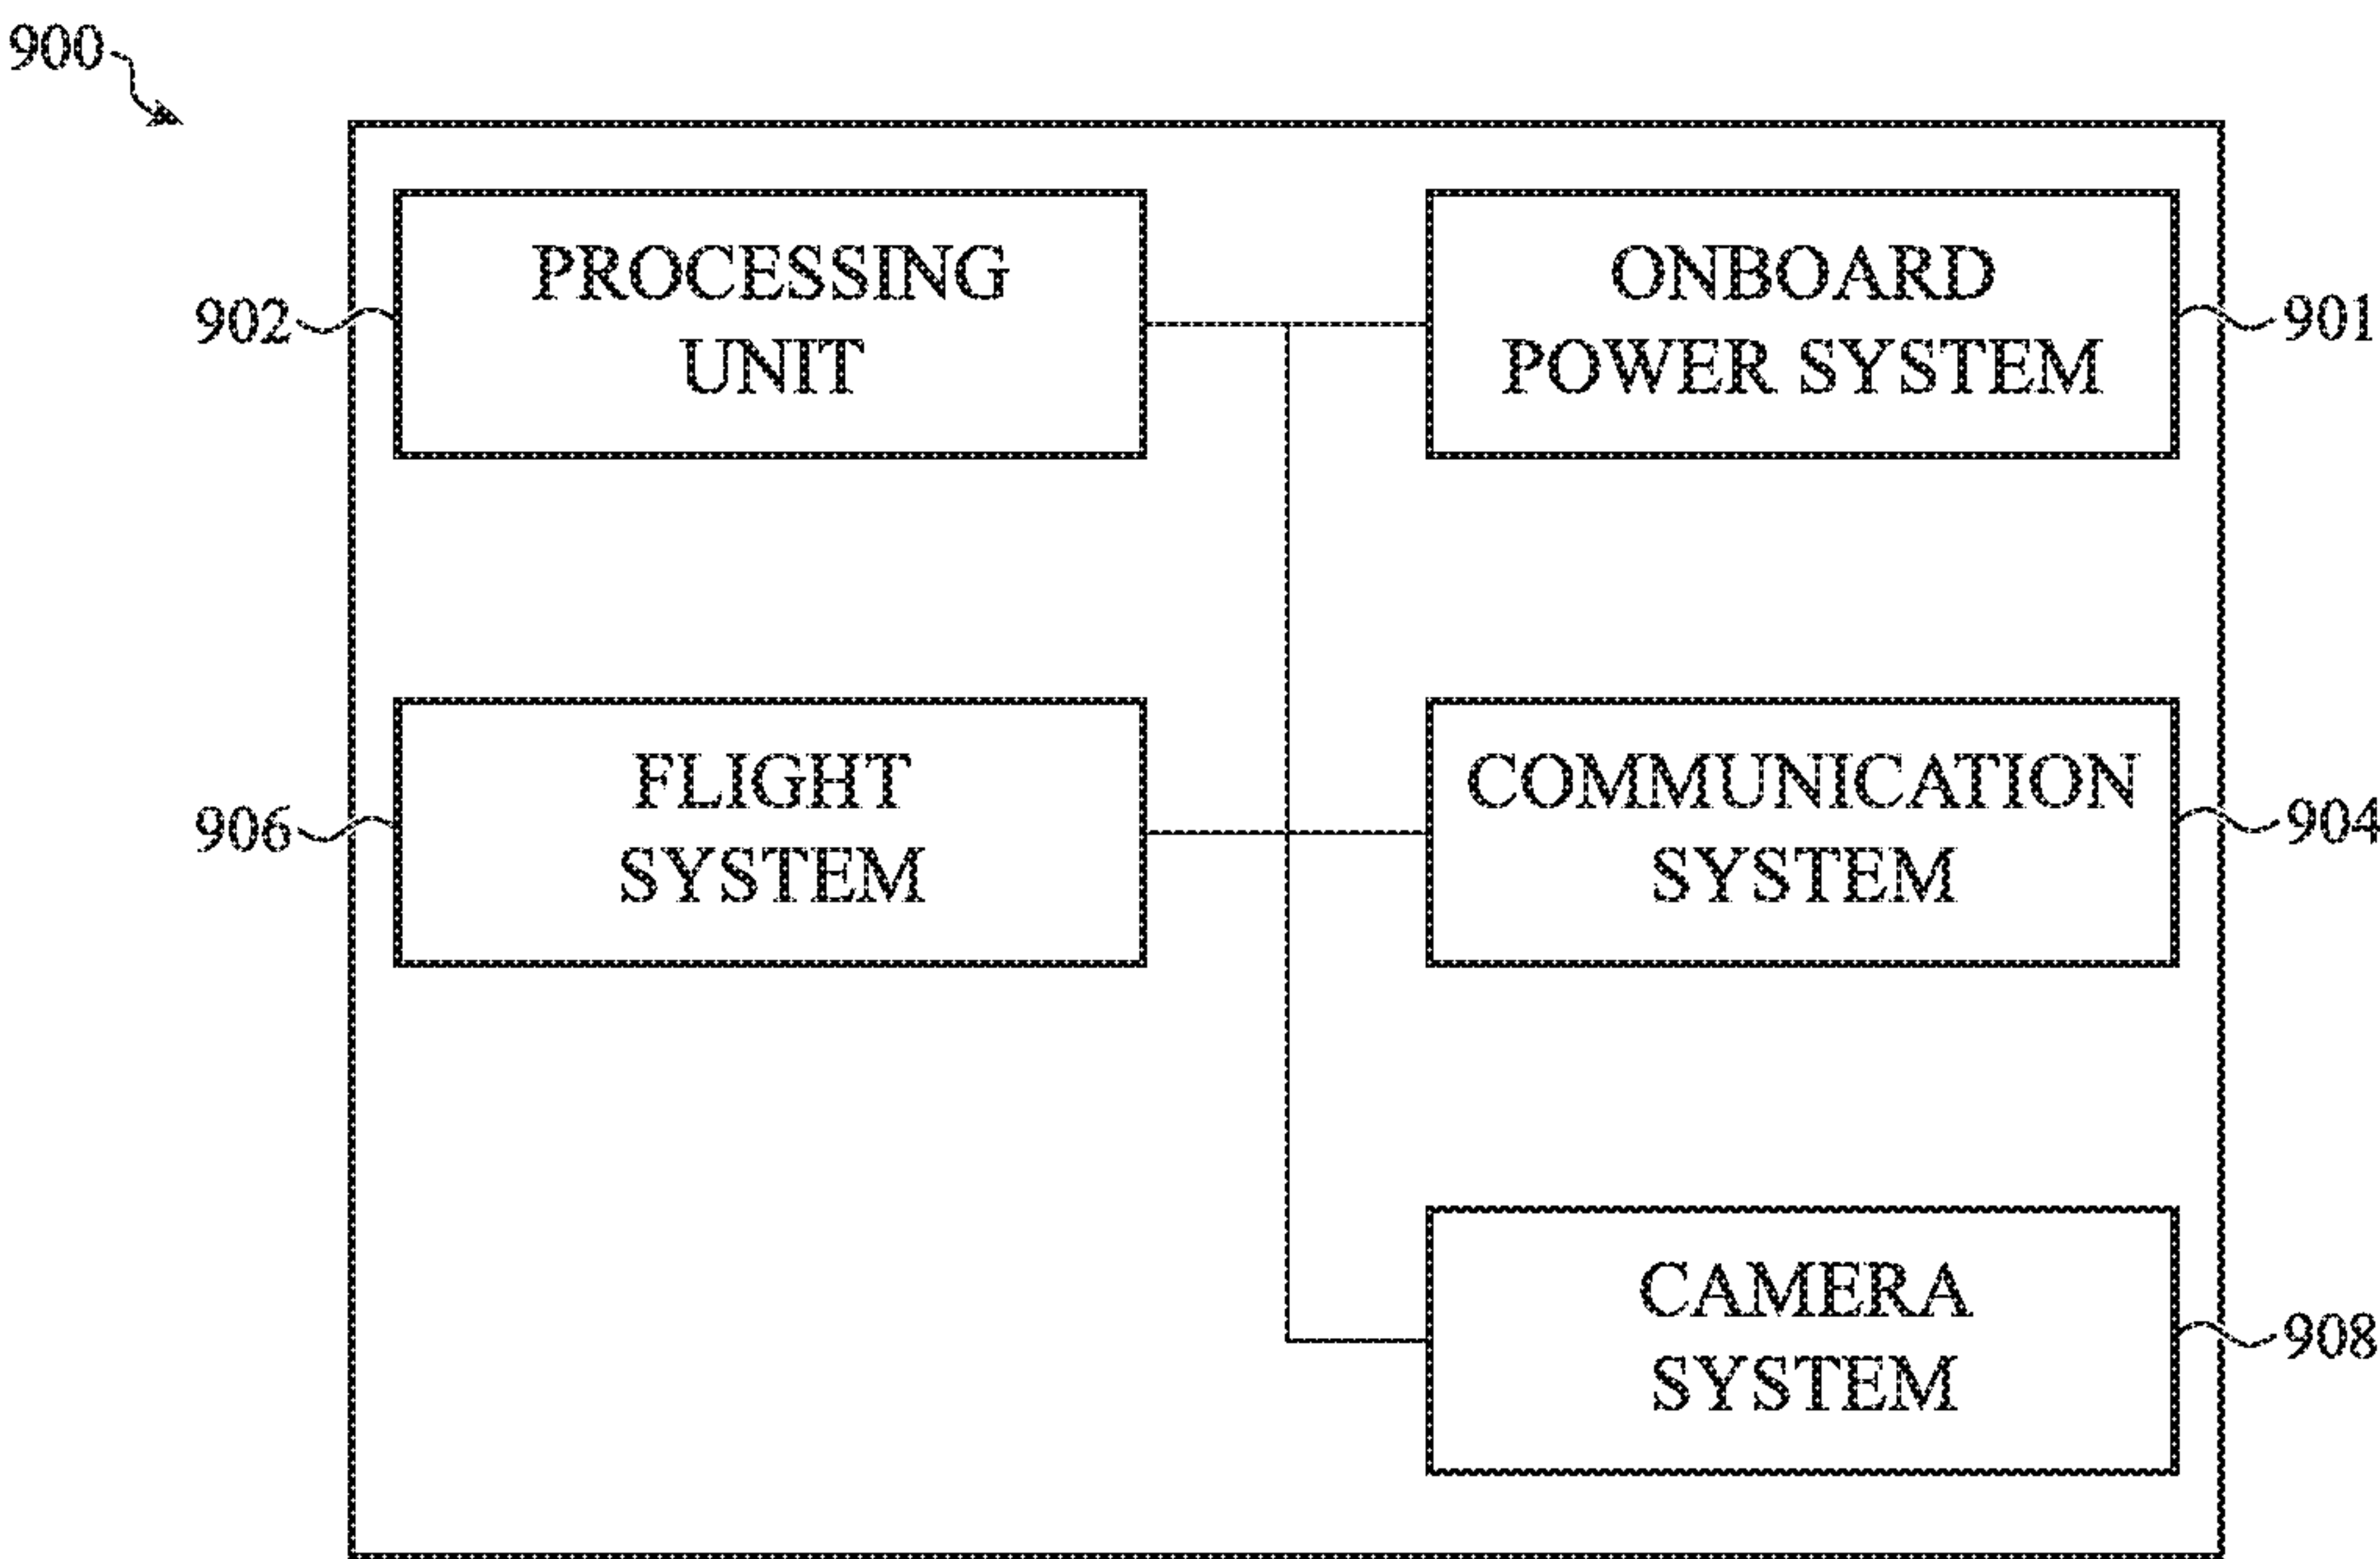 900
PROCESSING
UNIT
902
ONBOARD
POWER SYSTEM
901
FLIGHT
SYSTEM
906
COMMUNICATION
SYSTEM
904
CAMERA
SYSTEM
908